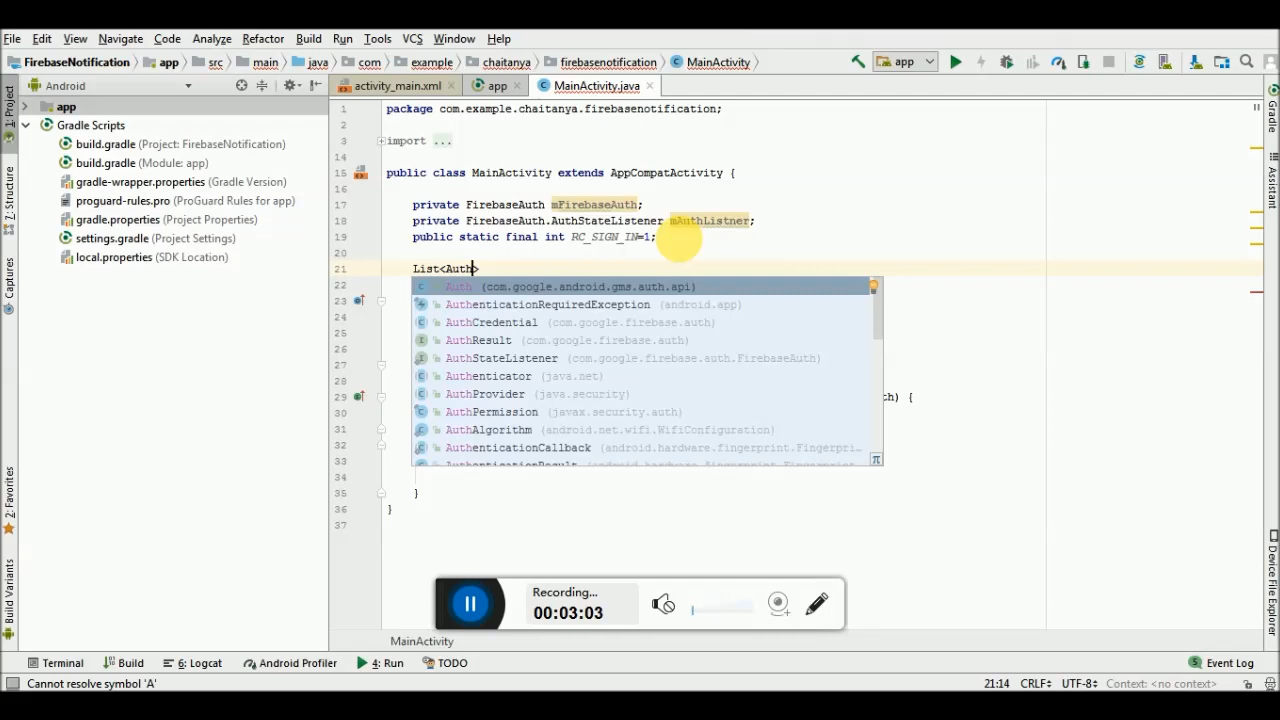 File Edit View Navigate Code Analyze Refactor Build Run Tools VCS Window Help
FirebaseNotification app src main java com example chaitanya firebasenotification MainActivity app
1: Project
Android
activity_main.xml
app
MainActivity.java
Gradle
app
Gradle Scripts
build.gradle (Project: FirebaseNotification)
build.gradle (Module: app)
gradle-wrapper.properties (Gradle Version)
proguard-rules.pro (ProGuard Rules for app)
gradle.properties (Project Properties)
settings.gradle (Project Settings)
local.properties (SDK Location)
7: Structure
Captures
2: Favorites
Build Variants
Assistant
Device File Explorer
1 package com.example.chaitanya.firebasenotification;
2
3 import ...
14
15 public class MainActivity extends AppCompatActivity {
16
17 private FirebaseAuth mFirebaseAuth;
18 private FirebaseAuth.AuthStateListener mAuthListner;
19 public static final int RC_SIGN_IN=1;
20
21 List<Auth>
22 Auth (com.google.android.gms.auth.api)
23 AuthenticationRequiredException (android.app)
24 AuthCredential (com.google.firebase.auth)
25 AuthResult (com.google.firebase.auth)
26 AuthStateListener (com.google.firebase.auth.FirebaseAuth)
27 Authenticator (java.net)
28 AuthProvider (java.security)
29 th) {
30 AuthPermission (javax.security.auth)
31 AuthAlgorithm (android.net.wifi.WifiConfiguration)
32 AuthenticationCallback (android.hardware.fingerprint.Fingerpri...
33 AuthenticationResult (android.hardware.fingerprint.Fingerprint
34
35 }
36 }
37
Recording...
00:03:03
MainActivity
Terminal Build 6: Logcat Android Profiler 4: Run TODO 5 Event Log
Cannot resolve symbol 'A' 21:14 CRLF UTF-8 Context: <no context>